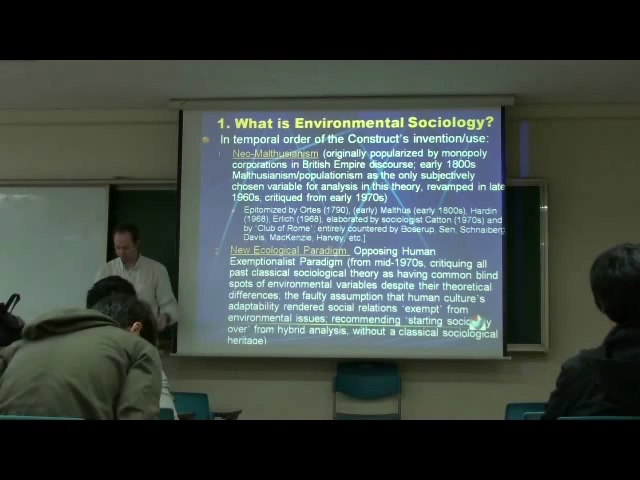 1. What is Environmental Sociology?
In temporal order of the Construct's invention/use:
1. Neo-Malthusianism (originally popularized by monopoly
corporations in British Empire discourse; early 1800s
Malthusianism/populationism as the only subjectively
chosen variable for analysis in this theory, revamped in late
1960s, critiqued from early 1970s)
Epitomized by Ortes (1790), (early) Malthus (early 1800s), Hardin
(1968), Erlich (1968), elaborated by sociologist Catton (1970s) and
by 'Club of Rome'; entirely countered by Boserup, Sen, Schnaiberg,
Davis, MacKenzie, Harvey, etc.]
2. New Ecological Paradigm Opposing Human
Exemptionalist Paradigm (from mid-1970s, critiquing all
past classical sociological theory as having common blind
spots of environmental variables despite their theoretical
differences, the faulty assumption that human culture's
adaptability rendered social relations 'exempt' from
environmental issues; recommending 'starting sociology
over' from hybrid analysis, without a classical sociological
heritage)